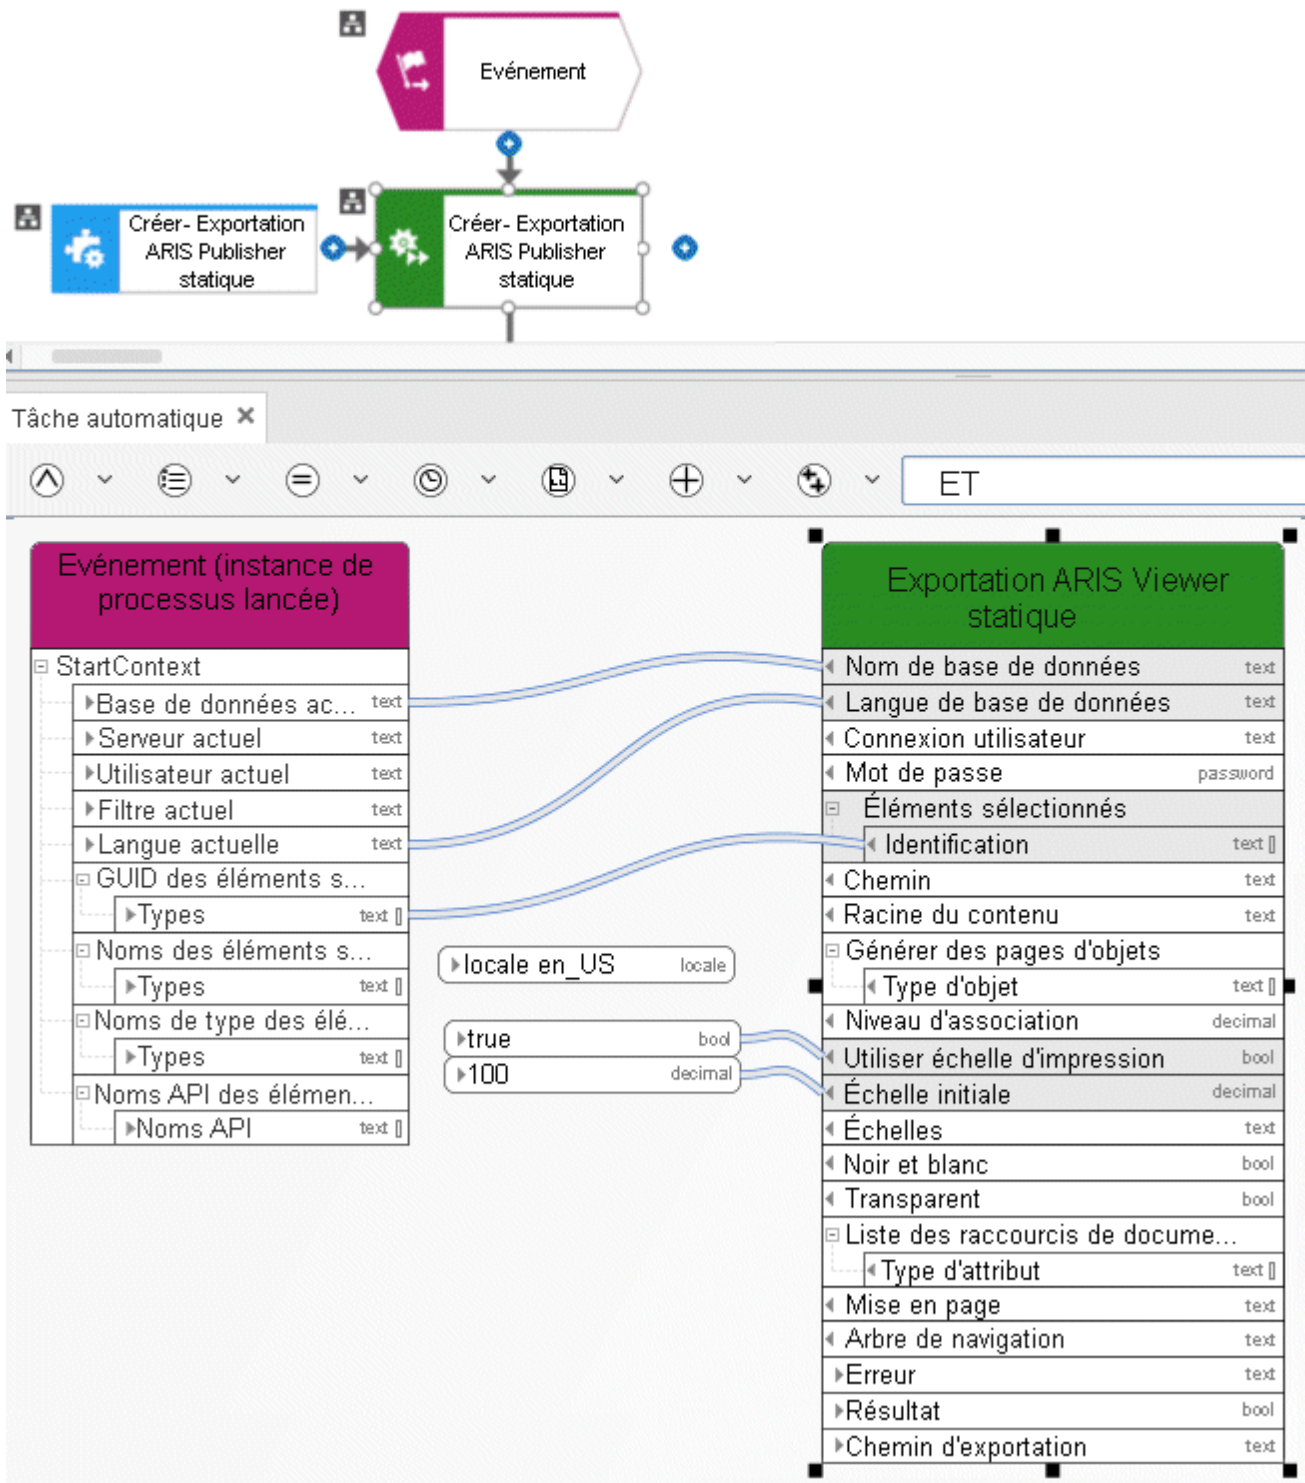 Evénement
Créer- Exportation
ARIS Publisher
statique
Créer- Exportation
ARIS Publisher
statique
Tâche automatique
ET
Evénement (instance de
processus lancée)
StartContext
Base de données ac... text
Serveur actuel text
Utilisateur actuel text
Filtre actuel text
Langue actuelle text
GUID des éléments s...
Types text []
Noms des éléments s...
Types text []
Noms de type des élé...
Types text []
Noms API des élémen...
Noms API text []
locale en_US locale
true bool
100 decimal
Exportation ARIS Viewer
statique
Nom de base de données text
Langue de base de données text
Connexion utilisateur text
Mot de passe password
Éléments sélectionnés
Identification text []
Chemin text
Racine du contenu text
Générer des pages d'objets
Type d'objet text []
Niveau d'association decimal
Utiliser échelle d'impression bool
Échelle initiale decimal
Échelles text
Noir et blanc bool
Transparent bool
Liste des raccourcis de docume...
Type d'attribut text []
Mise en page text
Arbre de navigation text
Erreur text
Résultat bool
Chemin d'exportation text